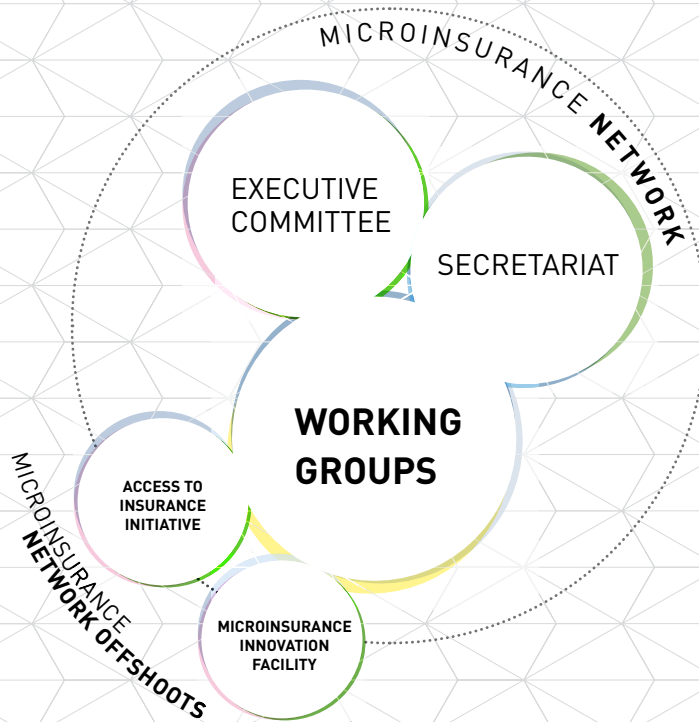 MICROINSURANCE NETWORK
EXECUTIVE
COMMITTEE
SECRETARIAT
WORKING
GROUPS
ACCESS TO
INSURANCE
INITIATIVE
MICROINSURANCE
NETWORK OFFSHOOTS
MICROINSURANCE
INNOVATION
FACILITY